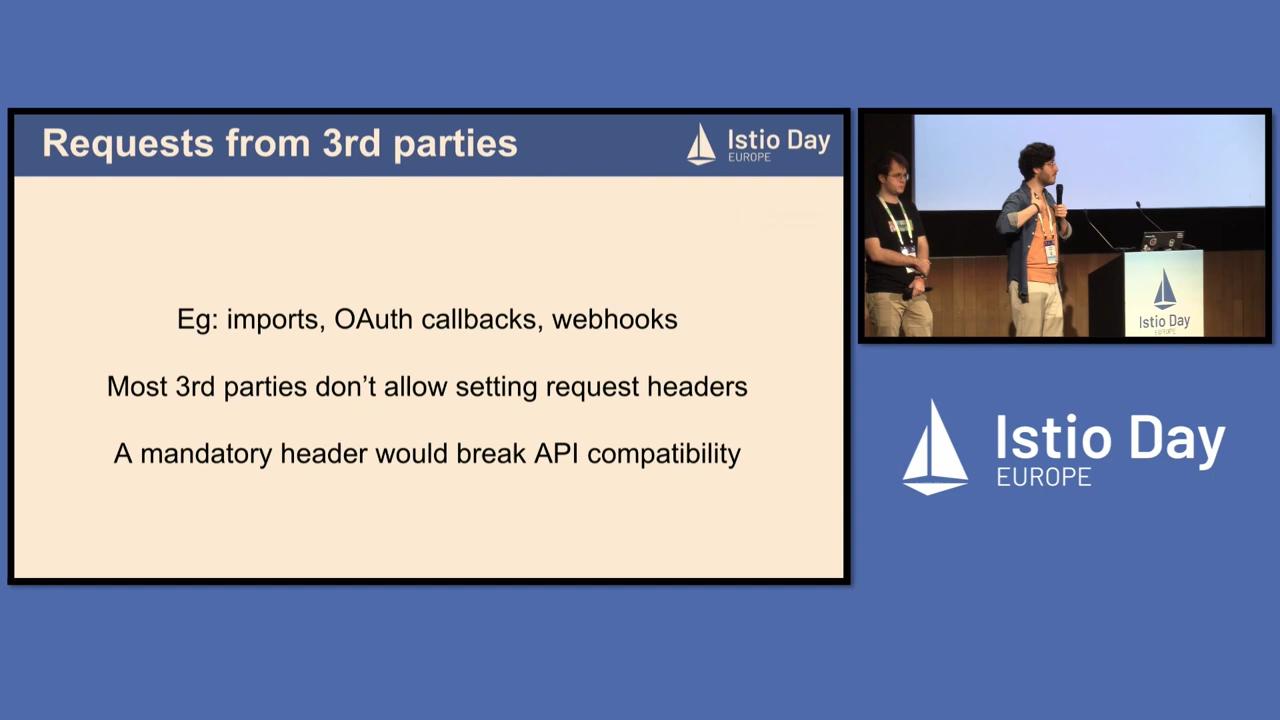 Requests from 3rd parties
Istio Day
EUROPE
Eg: imports, OAuth callbacks, webhooks
Most 3rd parties don't allow setting request headers
A mandatory header would break API compatibility
Istio Day
EUROPE
Istio Day
EUROPE